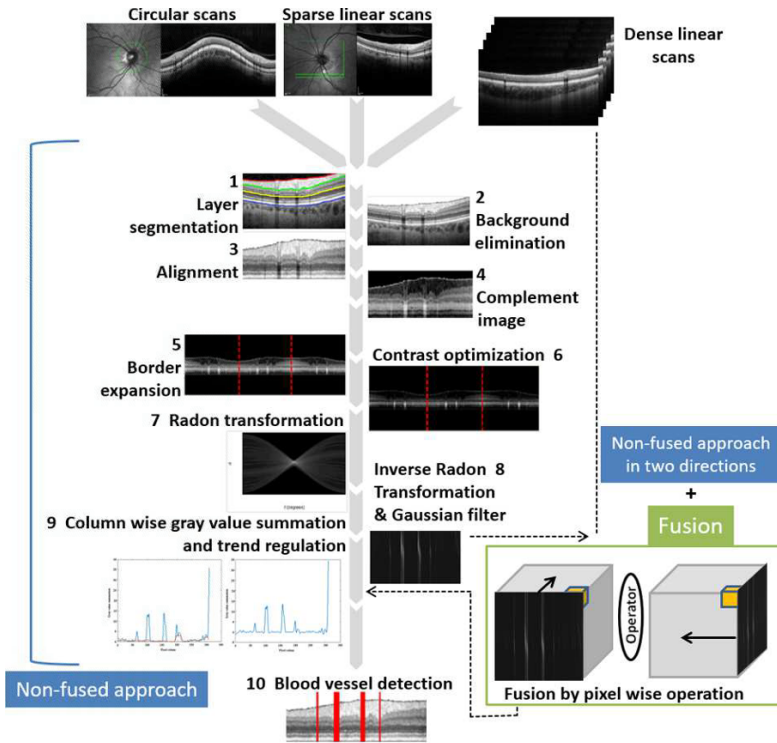 Circular scans
Sparse linear scans
Dense linear
scans
1
Layer
segmentation
2
Background
elimination
3
Alignment
4
Complement
image
5
Border
expansion
Contrast optimization 6
7 Radon transformation
Inverse Radon 8
Transformation
& Gaussian filter
9 Column wise gray value summation
and trend regulation
Non-fused approach
in two directions
+
Fusion
Operator
Fusion by pixel wise operation
Non-fused approach
10 Blood vessel detection